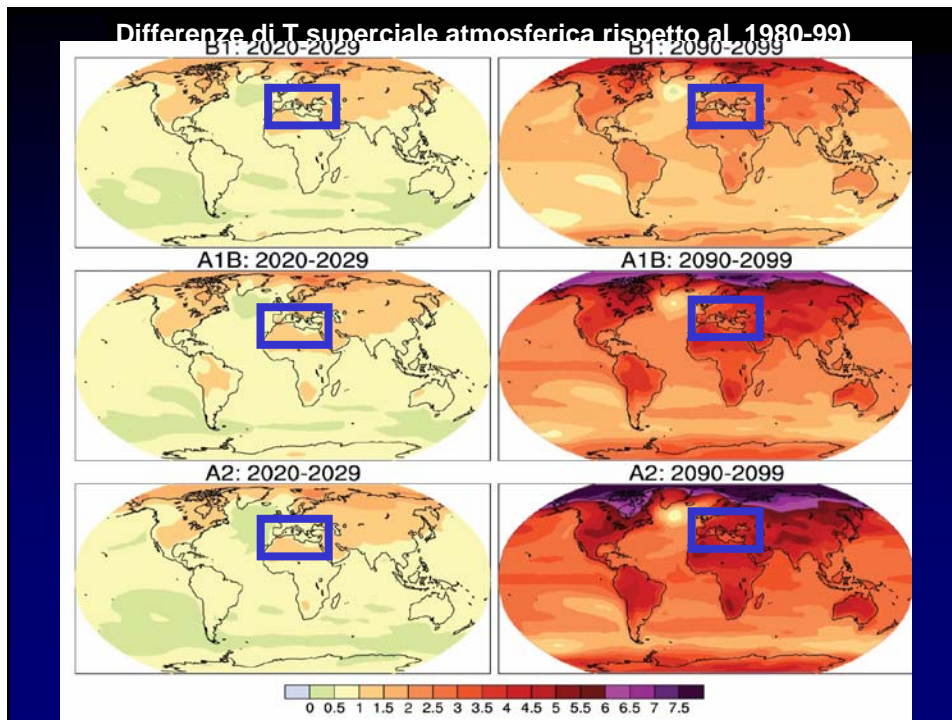 Differenze di T superciale atmosferica rispetto al 1980-99)
B1: 2020-2029
B1: 2090-2099
A1B: 2020-2029
A1B: 2090-2099
A2: 2020-2029
A2: 2090-2099
0 0.5 1 1.5 2 2.5 3 3.5 4 4.5 5 5.5 6 6.5 7 7.5